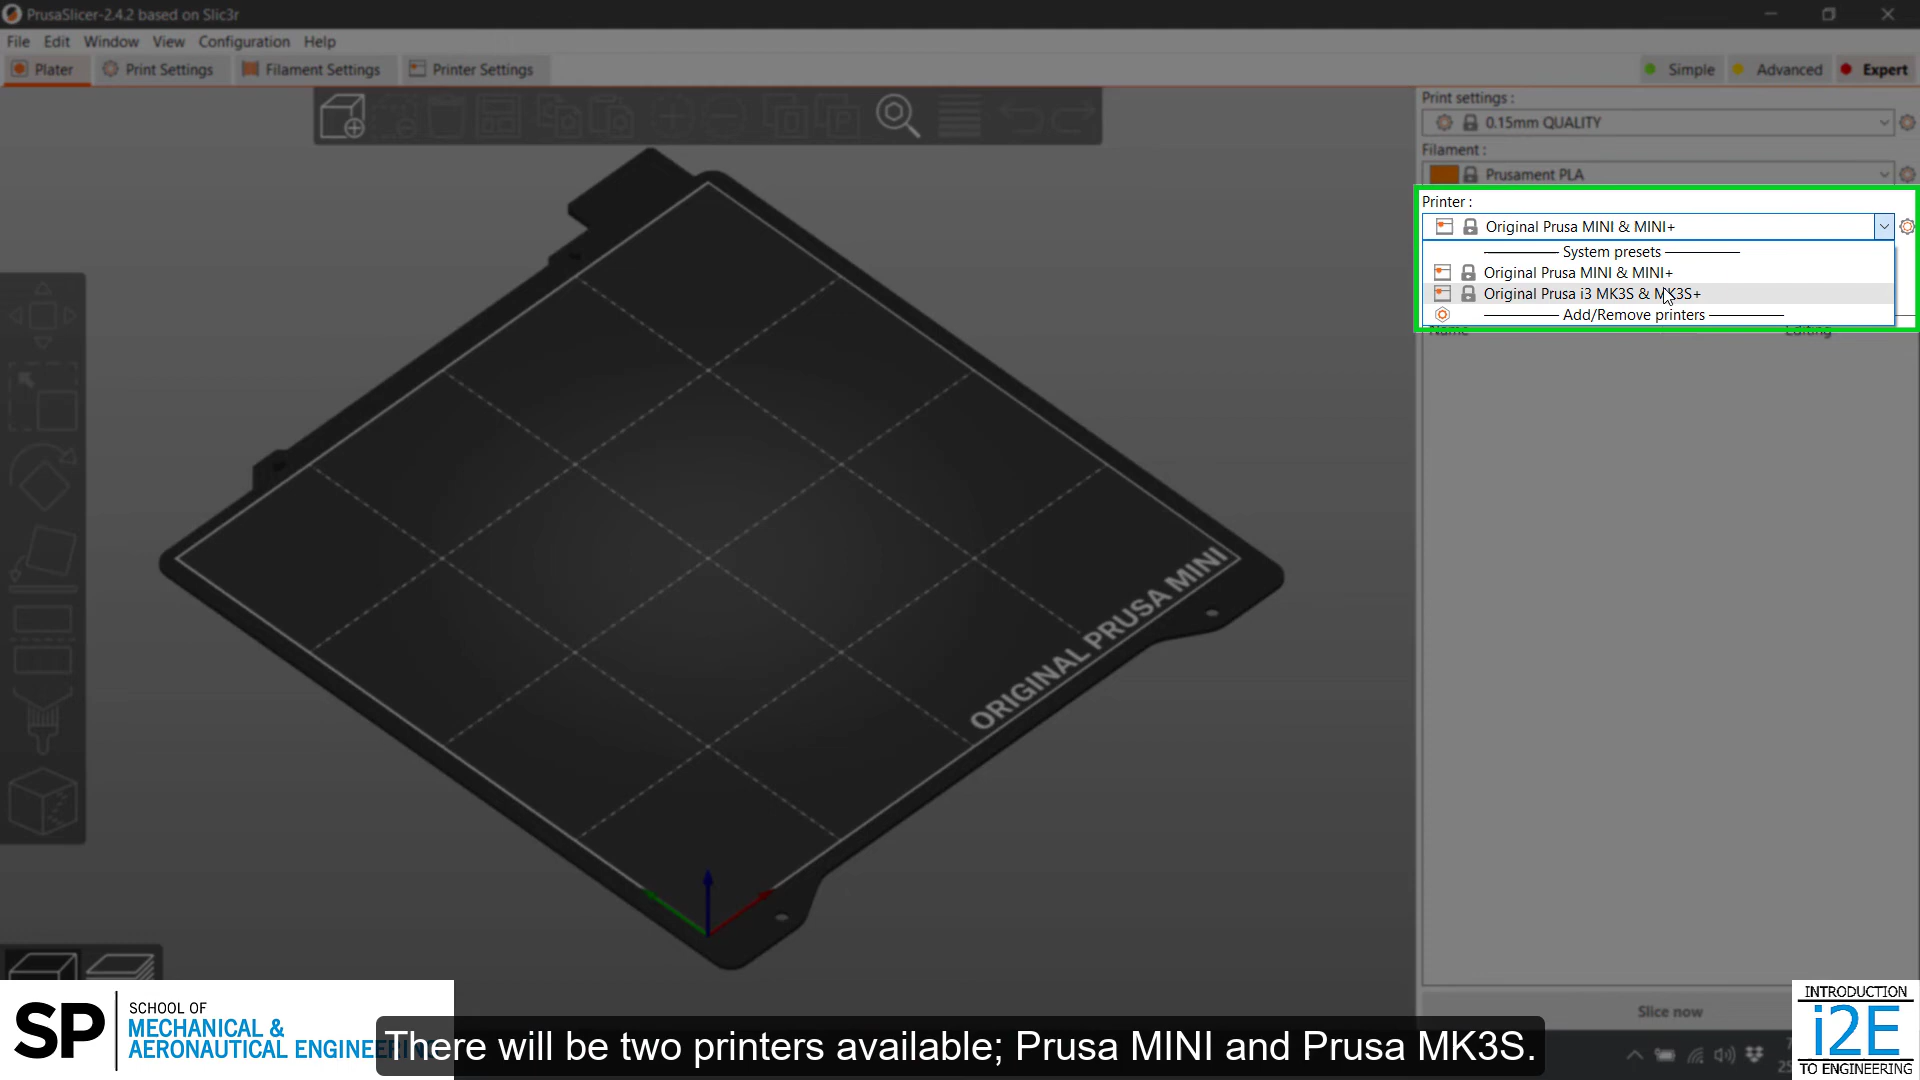 PrusaSlicer-2.4.2 based on Slic3r
File Edit Window View Configuration Help
Plater Print Settings Filament Settings Printer Settings
Simple Advanced Expert
Print settings :
0.15mm QUALITY
Filament :
Prusament PLA
Printer :
Original Prusa MINI & MINI+
System presets
Original Prusa MINI & MINI+
Original Prusa i3 MK3S & MK3S+
Add/Remove printers
Name Editing
ORIGINAL PRUSA MINI
Slice now
SP
SCHOOL OF
MECHANICAL &
AERONAUTICAL ENGINEERING
There will be two printers available; Prusa MINI and Prusa MK3S.
INTRODUCTION
i2E
TO ENGINEERING